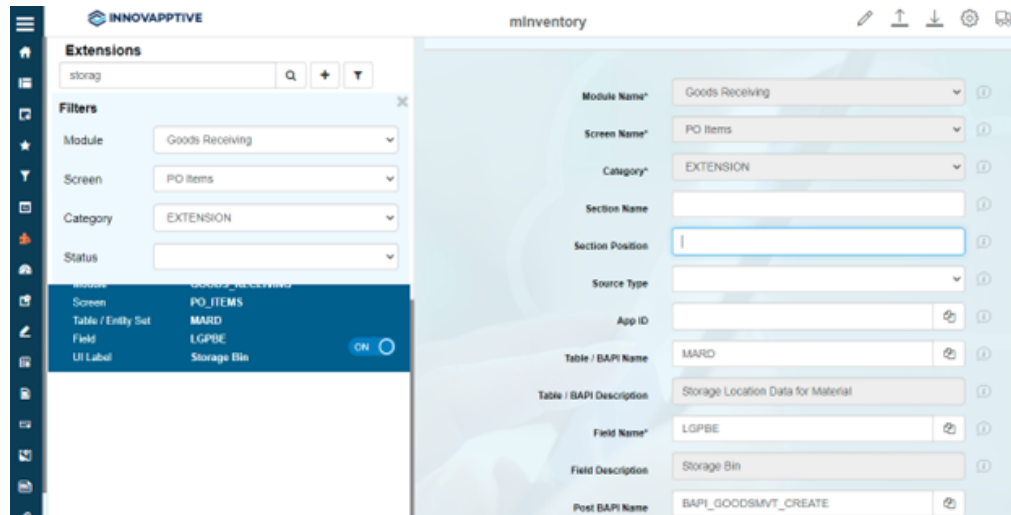 INNOVAPPTIVE
mInventory
Extensions
storag
Filters
Module Goods Receiving
Screen PO Items
Category EXTENSION
Status
Module GOODS_RECEIVING
Screen PO_ITEMS
Table / Entity Set MARD
Field LGPBE
UI Label Storage Bin
ON
Module Name* Goods Receiving
Screen Name* PO Items
Category* EXTENSION
Section Name
Section Position
Source Type
App ID
Table / BAPI Name MARD
Table / BAPI Description Storage Location Data for Material
Field Name* LGPBE
Field Description Storage Bin
Post BAPI Name BAPI_GOODSMVT_CREATE